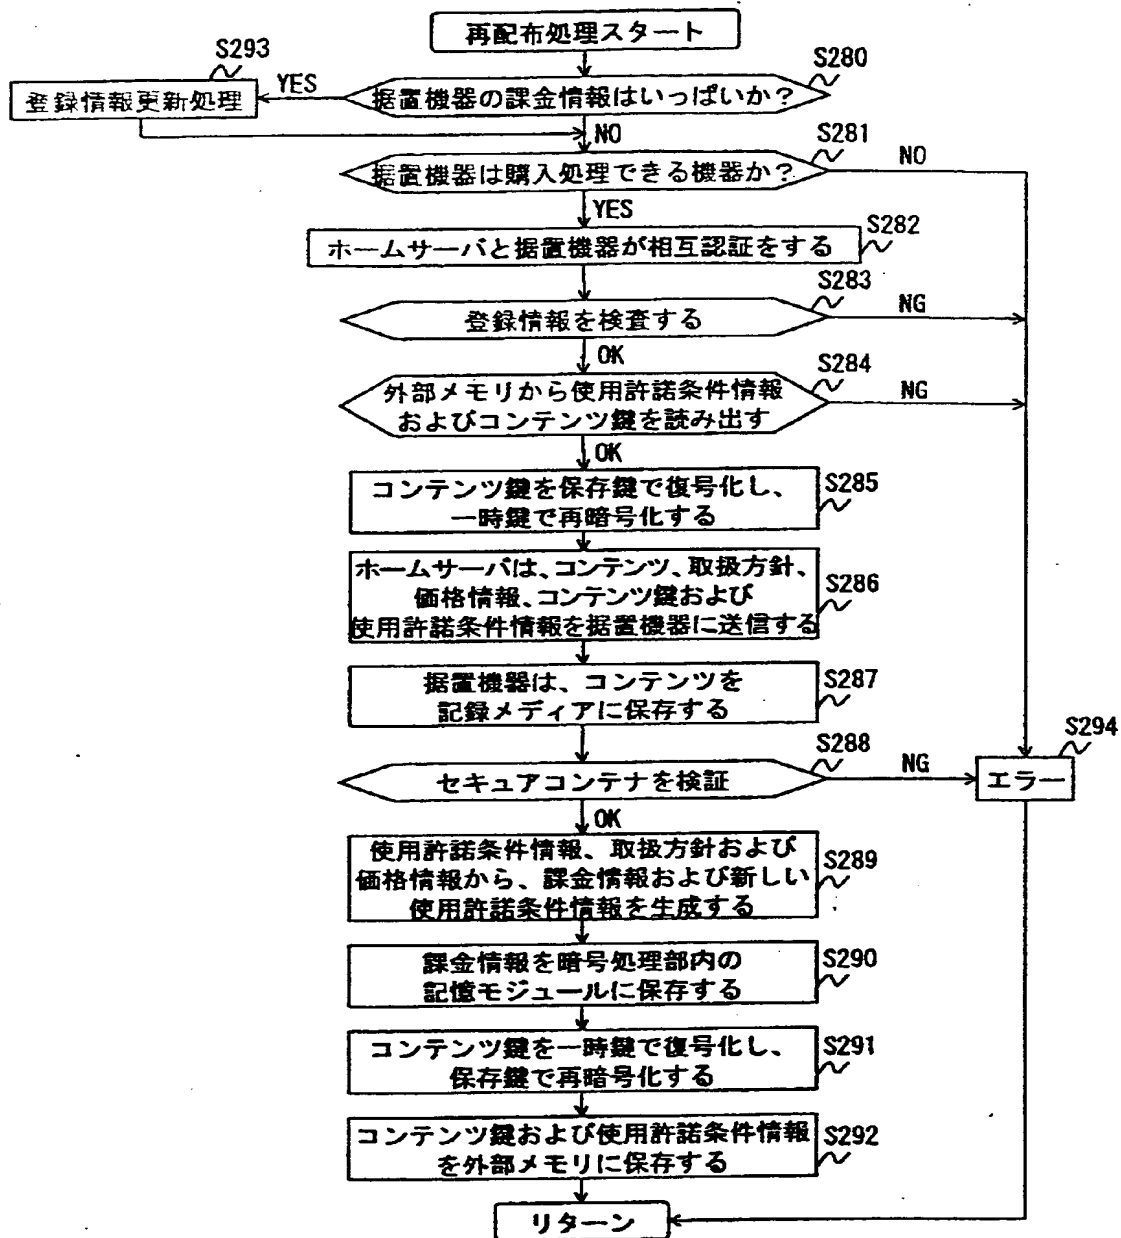 再配布処理スタート
S293
S280
YES
登録情報更新処理
据置機器の課金情報はいっぱいか?
NO
S281
据置機器は購入処理できる機器か?
NO
YES
S282
ホームサーバと据置機器が相互認証をする
S283
登録情報を検査する
NG
OK
S284
外部メモリから使用許諾条件情報
およびコンテンツ鍵を読み出す
NG
OK
S285
コンテンツ鍵を保存鍵で復号化し、
一時鍵で再暗号化する
S286
ホームサーバは、コンテンツ、取扱方針、
価格情報、コンテンツ鍵および
使用許諾条件情報を据置機器に送信する
S287
据置機器は、コンテンツを
記録メディアに保存する
S288
セキュアコンテナを検証
NG
S294
エラー
OK
S289
使用許諾条件情報、取扱方針および
価格情報から、課金情報および新しい
使用許諾条件情報を生成する
S290
課金情報を暗号処理部内の
記憶モジュールに保存する
S291
コンテンツ鍵を一時鍵で復号化し、
保存鍵で再暗号化する
S292
コンテンツ鍵および使用許諾条件情報
を外部メモリに保存する
リターン